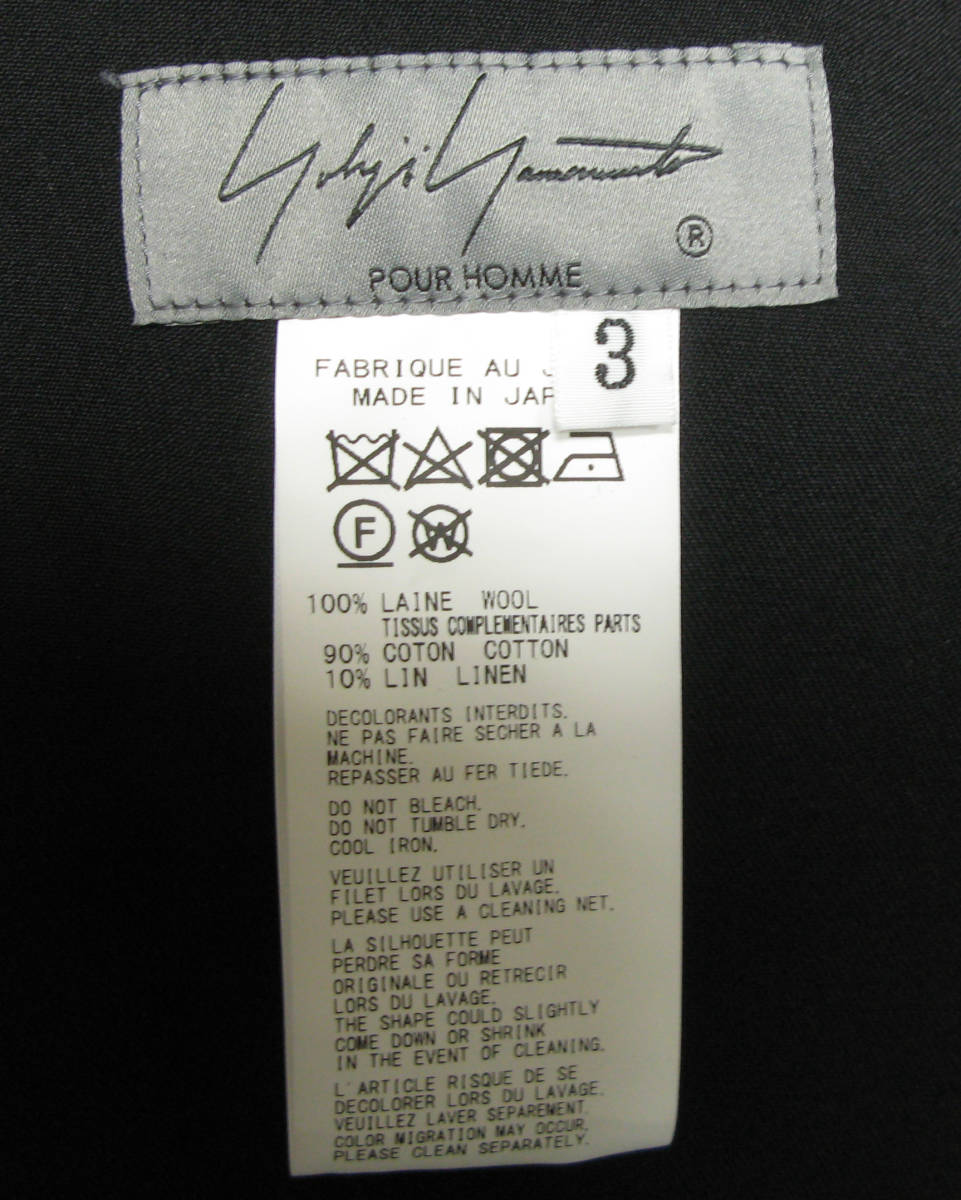 Yohji Yamamoto
®
POUR HOMME
3
FABRIQUE AU
MADE IN JAP
F
W
100% LAINE WOOL
TISSUS COMPLEMENTAIRES PARTS
90% COTON COTTON
10% LIN LINEN
DECOLORANTS INTERDITS.
NE PAS FAIRE SECHER A LA
MACHINE.
REPASSER AU FER TIEDE.
DO NOT BLEACH.
DO NOT TUMBLE DRY.
COOL IRON.
VEUILLEZ UTILISER UN
FILET LORS DU LAVAGE.
PLEASE USE A CLEANING NET.
LA SILHOUETTE PEUT
PERDRE SA FORME
ORIGINALE OU RETRECIR
LORS DU LAVAGE.
THE SHAPE COULD SLIGHTLY
COME DOWN OR SHRINK
IN THE EVENT OF CLEANING.
L'ARTICLE RISQUE DE SE
DECOLORER LORS DU LAVAGE.
VEUILLEZ LAVER SEPAREMENT.
COLOR MIGRATION MAY OCCUR.
PLEASE CLEAN SEPARATELY.